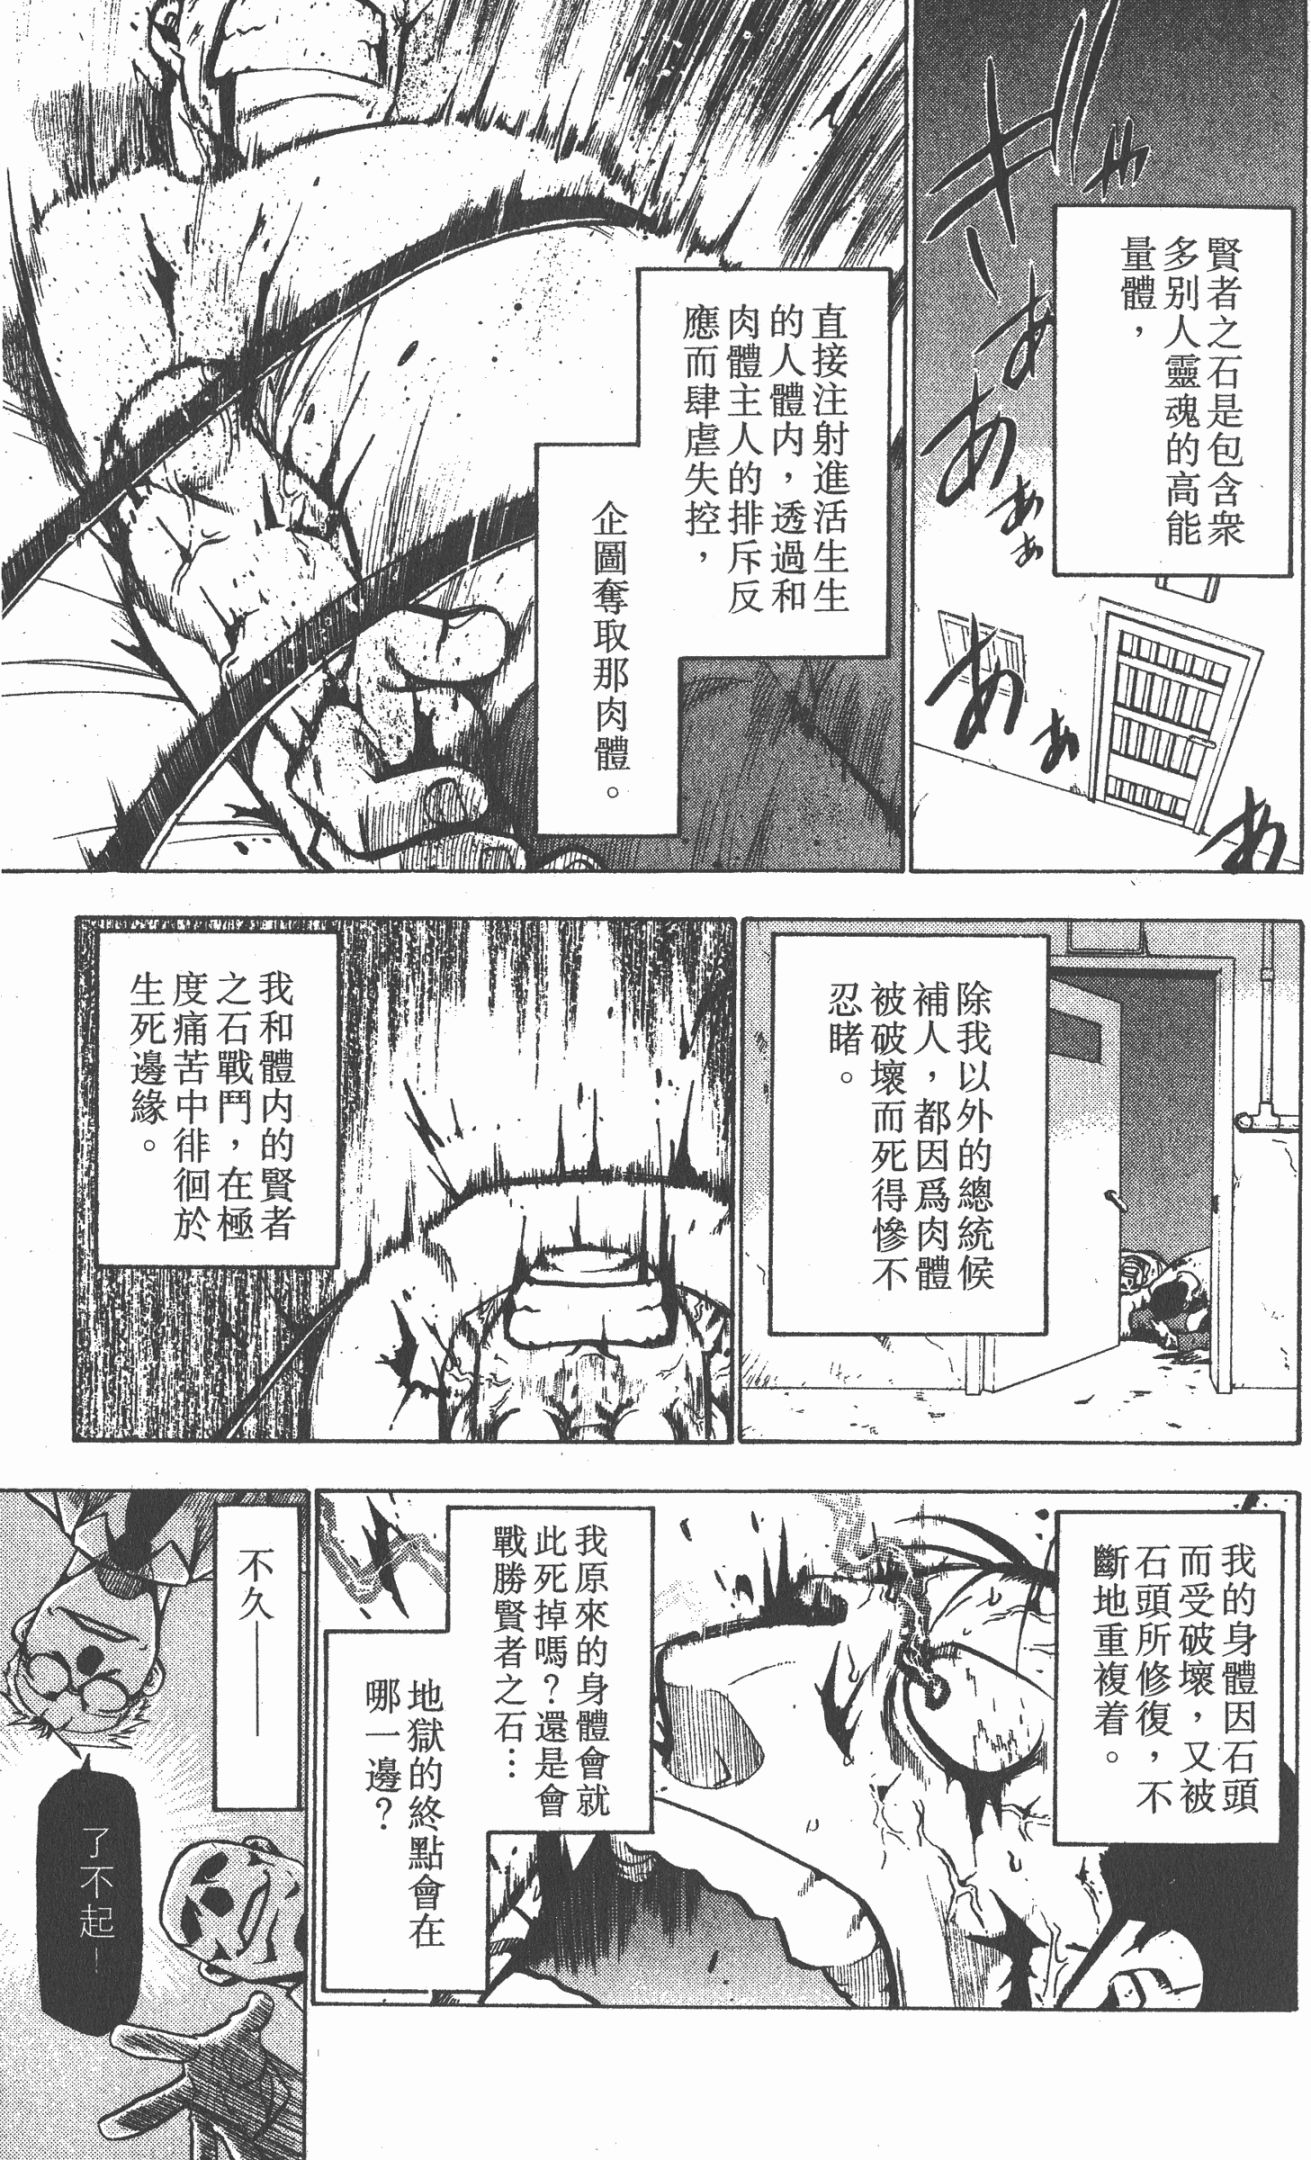 ギャあああぁぁ
ああ
あ
賢者之石是包含衆
多別人靈魂的高能
量體，
直接注射進活生生
的人體內，透過和
肉體主人的排斥反
應而肆虐失控，
企圖奪取那肉體。
除我以外的總統候
補人，都因爲肉體
被破壞而死得慘不
忍睹。
我和體內的賢者
之石戰鬥，在極
度痛苦中徘徊於
生死邊緣。
我的身體因石頭
而受破壞，又被
石頭所修復，不
斷地重複着。
我原來的身體會就
此死掉嗎？還是會
戰勝賢者之石…
地獄的終點會在
哪一邊？
不久——
了不起－